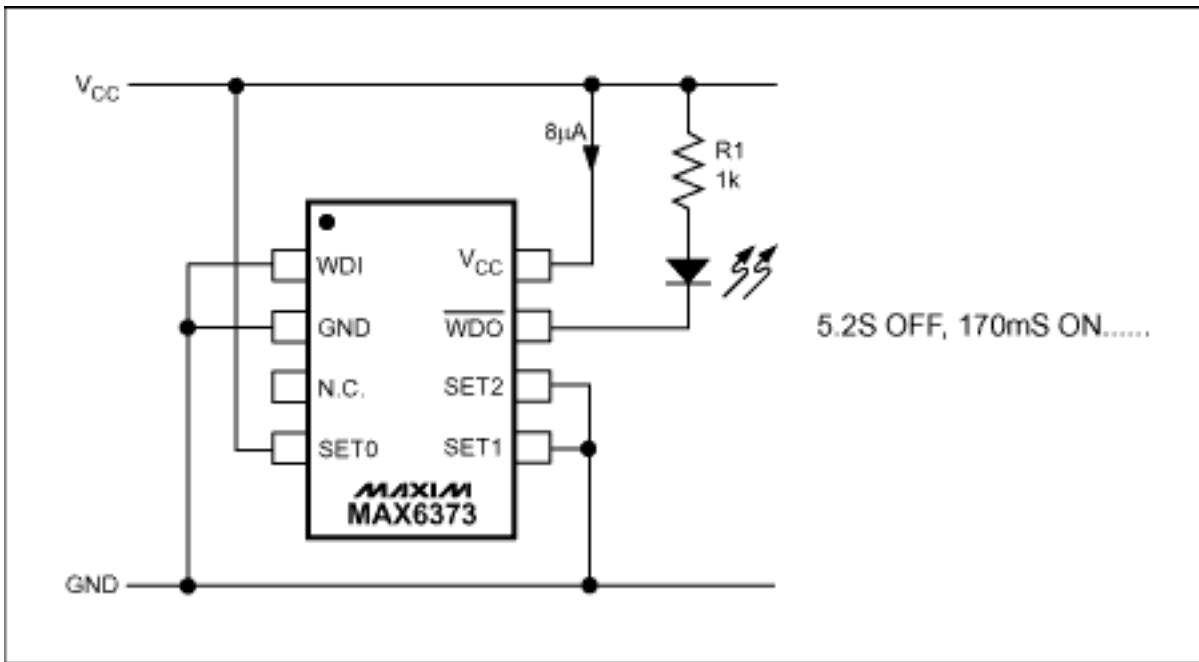 VCC
8μA
R1
1k
WDI
VCC
GND
WDO
5.2S OFF, 170mS ON......
N.C.
SET2
SET0
SET1
MAXIM
MAX6373
GND